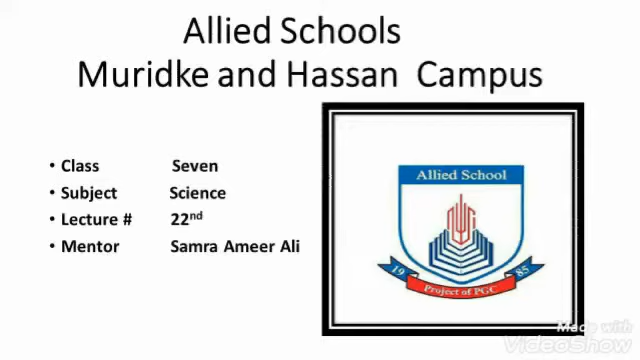 Allied Schools
Muridke and Hassan Campus
• Class Seven
• Subject Science
• Lecture # 22nd
• Mentor Samra Ameer Ali
Allied School
19 85
Project of PGC
Made with
VideoShow